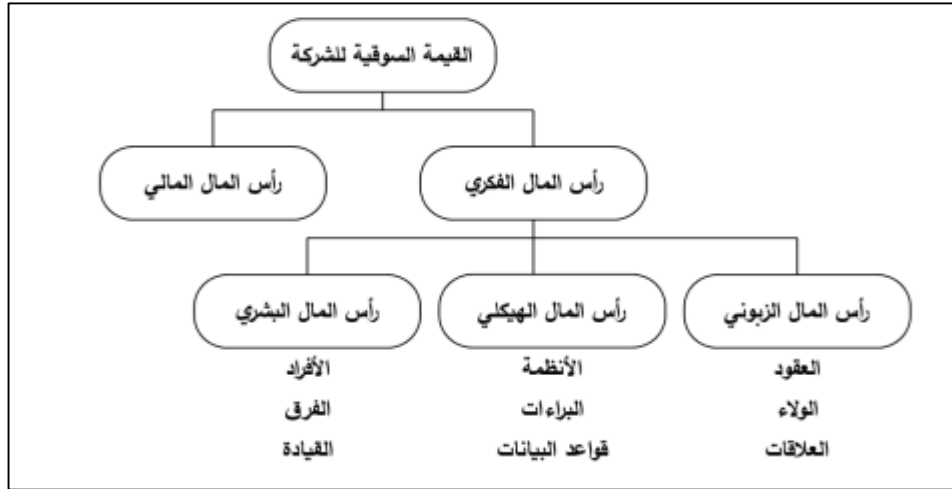 القيمة السوقية للشركة
رأس المال الفكري
رأس المال المالي
رأس المال الزبوني
رأس المال الهيكلي
رأس المال البشري
العقود
الأنظمة
الأفراد
الولاء
البراءات
الفرق
العلاقات
قواعد البيانات
القيادة